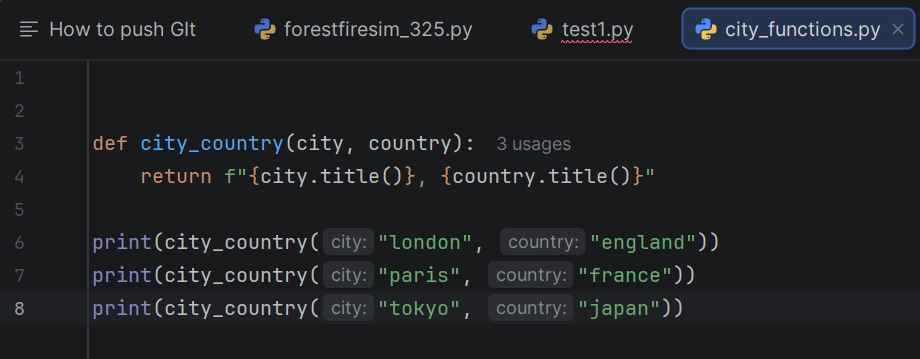 How to push GIt forestfiresim_325.py test1.py city_functions.py
1
2
3 def city_country(city, country): 3 usages
4 return f"{city.title()}, {country.title()}"
5
6 print(city_country( city: "london", country: "england"))
7 print(city_country( city: "paris", country: "france"))
8 print(city_country( city: "tokyo", country: "japan"))